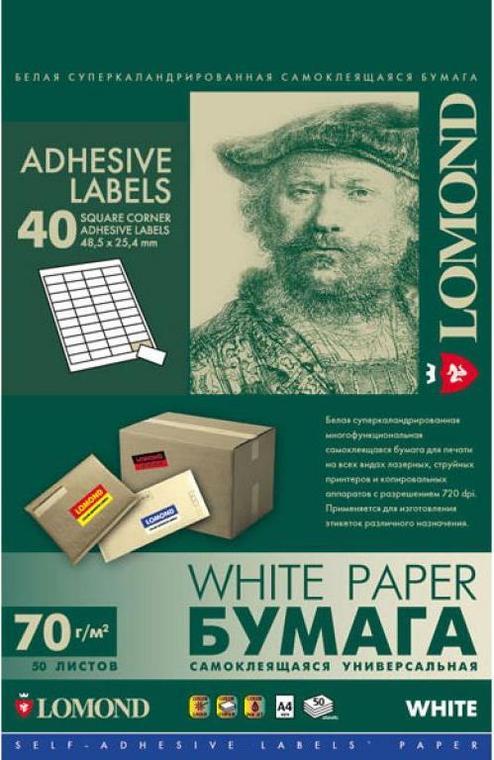 БЕЛАЯ СУПЕРКАЛАНДРИРОВАННАЯ САМОКЛЕЯЩАЯСЯ БУМАГА
ADHESIVE
LABELS
40 SQUARE CORNER
ADHESIVE LABELS
48,5 x 25,4 mm
LOMOND
Белая суперкаландрированная
многофункциональная
самоклеящаяся бумага для печати
на всех видах лазерных, струйных
принтеров и копировальных
аппаратов с разрешением 720 dpi.
Применяется для изготовления
этикеток различного назначения.
LOMOND
LOMOND
LOMOND
WHITE PAPER
70 г/м²
БУМАГА
50 ЛИСТОВ
САМОКЛЕЯЩАЯСЯ УНИВЕРСАЛЬНАЯ
LOMOND
A4
50
WHITE
SELF-ADHESIVE LABELS PAPER